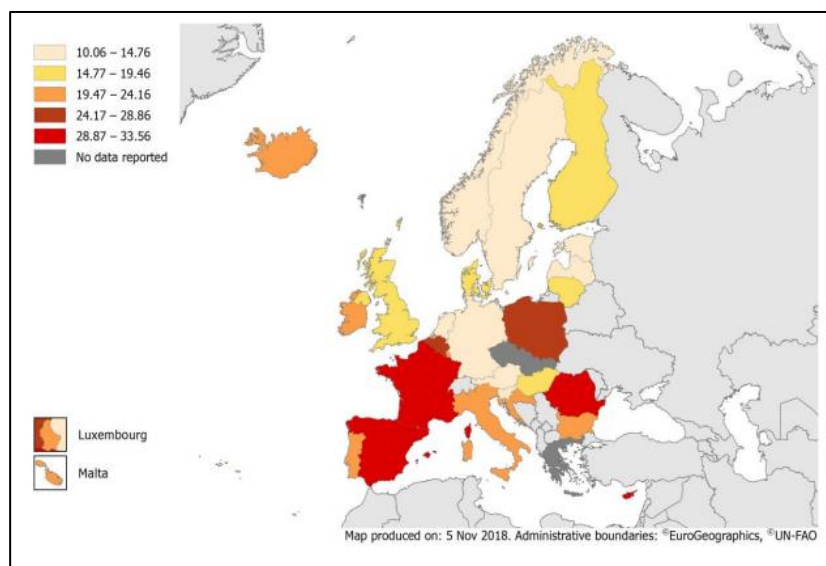 10.06 – 14.76
14.77 – 19.46
19.47 – 24.16
24.17 – 28.86
28.87 – 33.56
No data reported
Luxembourg
Malta
Map produced on: 5 Nov 2018. Administrative boundaries: ©EuroGeographics, ©UN-FAO